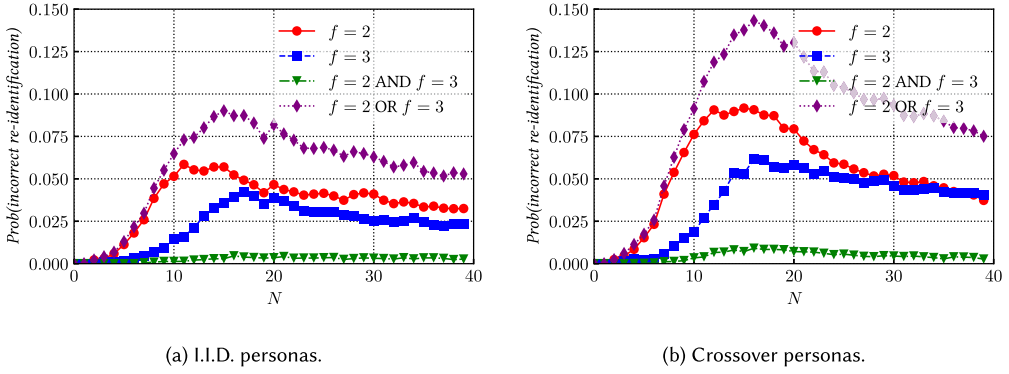 0.150
0.125
0.100
0.075
0.050
0.025
0.000
Prob(incorrect re-identification)
f = 2
f = 3
f = 2 AND f = 3
f = 2 OR f = 3
0 10 20 30 40
N
(a) I.I.D. personas.
0.150
0.125
0.100
0.075
0.050
0.025
0.000
Prob(incorrect re-identification)
f = 2
f = 3
f = 2 AND f = 3
f = 2 OR f = 3
0 10 20 30 40
N
(b) Crossover personas.